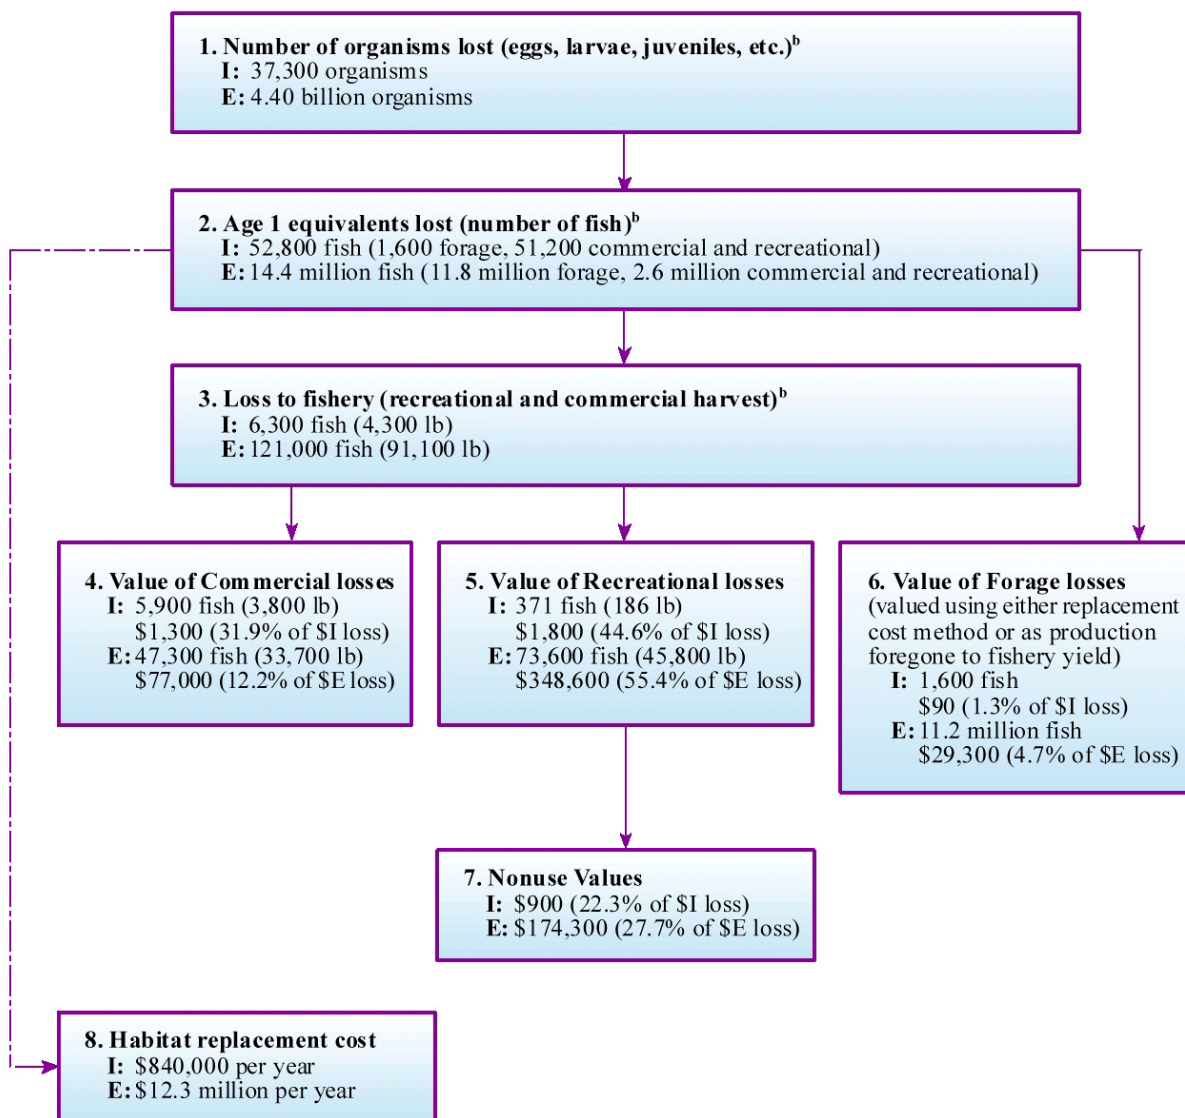 1. Number of organisms lost (eggs, larvae, juveniles, etc.)ᵇ
I: 37,300 organisms
E: 4.40 billion organisms
2. Age 1 equivalents lost (number of fish)ᵇ
I: 52,800 fish (1,600 forage, 51,200 commercial and recreational)
E: 14.4 million fish (11.8 million forage, 2.6 million commercial and recreational)
3. Loss to fishery (recreational and commercial harvest)ᵇ
I: 6,300 fish (4,300 lb)
E: 121,000 fish (91,100 lb)
4. Value of Commercial losses
I: 5,900 fish (3,800 lb)
$1,300 (31.9% of $I loss)
E: 47,300 fish (33,700 lb)
$77,000 (12.2% of $E loss)
5. Value of Recreational losses
I: 371 fish (186 lb)
$1,800 (44.6% of $I loss)
E: 73,600 fish (45,800 lb)
$348,600 (55.4% of $E loss)
6. Value of Forage losses
(valued using either replacement
cost method or as production
foregone to fishery yield)
I: 1,600 fish
$90 (1.3% of $I loss)
E: 11.2 million fish
$29,300 (4.7% of $E loss)
7. Nonuse Values
I: $900 (22.3% of $I loss)
E: $174,300 (27.7% of $E loss)
8. Habitat replacement cost
I: $840,000 per year
E: $12.3 million per year